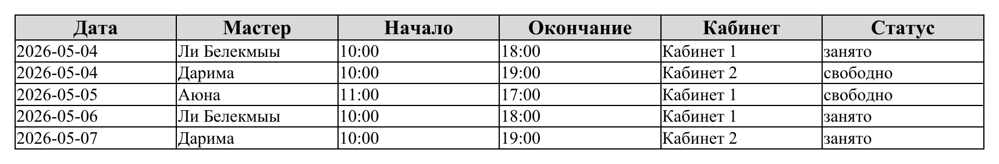 Дата Мастер Начало Окончание Кабинет Статус
2026-05-04 Ли Белекмыы 10:00 18:00 Кабинет 1 занято
2026-05-04 Дарима 10:00 19:00 Кабинет 2 свободно
2026-05-05 Аюна 11:00 17:00 Кабинет 1 свободно
2026-05-06 Ли Белекмыы 10:00 18:00 Кабинет 1 занято
2026-05-07 Дарима 10:00 19:00 Кабинет 2 занято